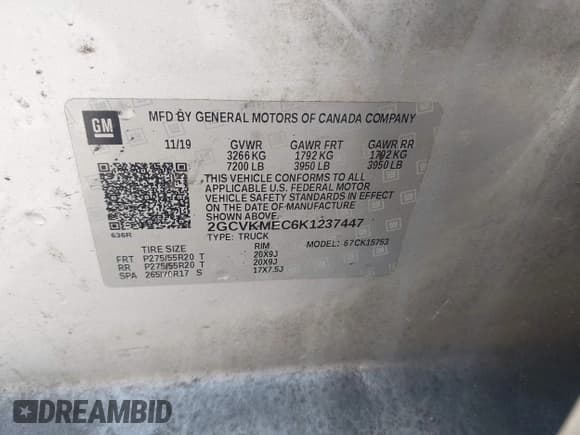 GM
MFD BY GENERAL MOTORS OF CANADA COMPANY
11/19 GVWR GAWR FRT GAWR RR
3266 KG 1792 KG 1792 KG
7200 LB 3950 LB 3950 LB
THIS VEHICLE CONFORMS TO ALL
APPLICABLE U.S. FEDERAL MOTOR
VEHICLE SAFETY STANDARDS IN EFFECT
ON THE DATE OF MANUFACTURE
SHOWN ABOVE.
2GCVKMEC6K1237447
636R TYPE: TRUCK MODEL: 67CK15753
TIRE SIZE RIM
FRT P275/55R20 T 20X9J
RR P275/55R20 T 20X9J
SPA 265/70R17 S 17X7.5J
DREAMBID